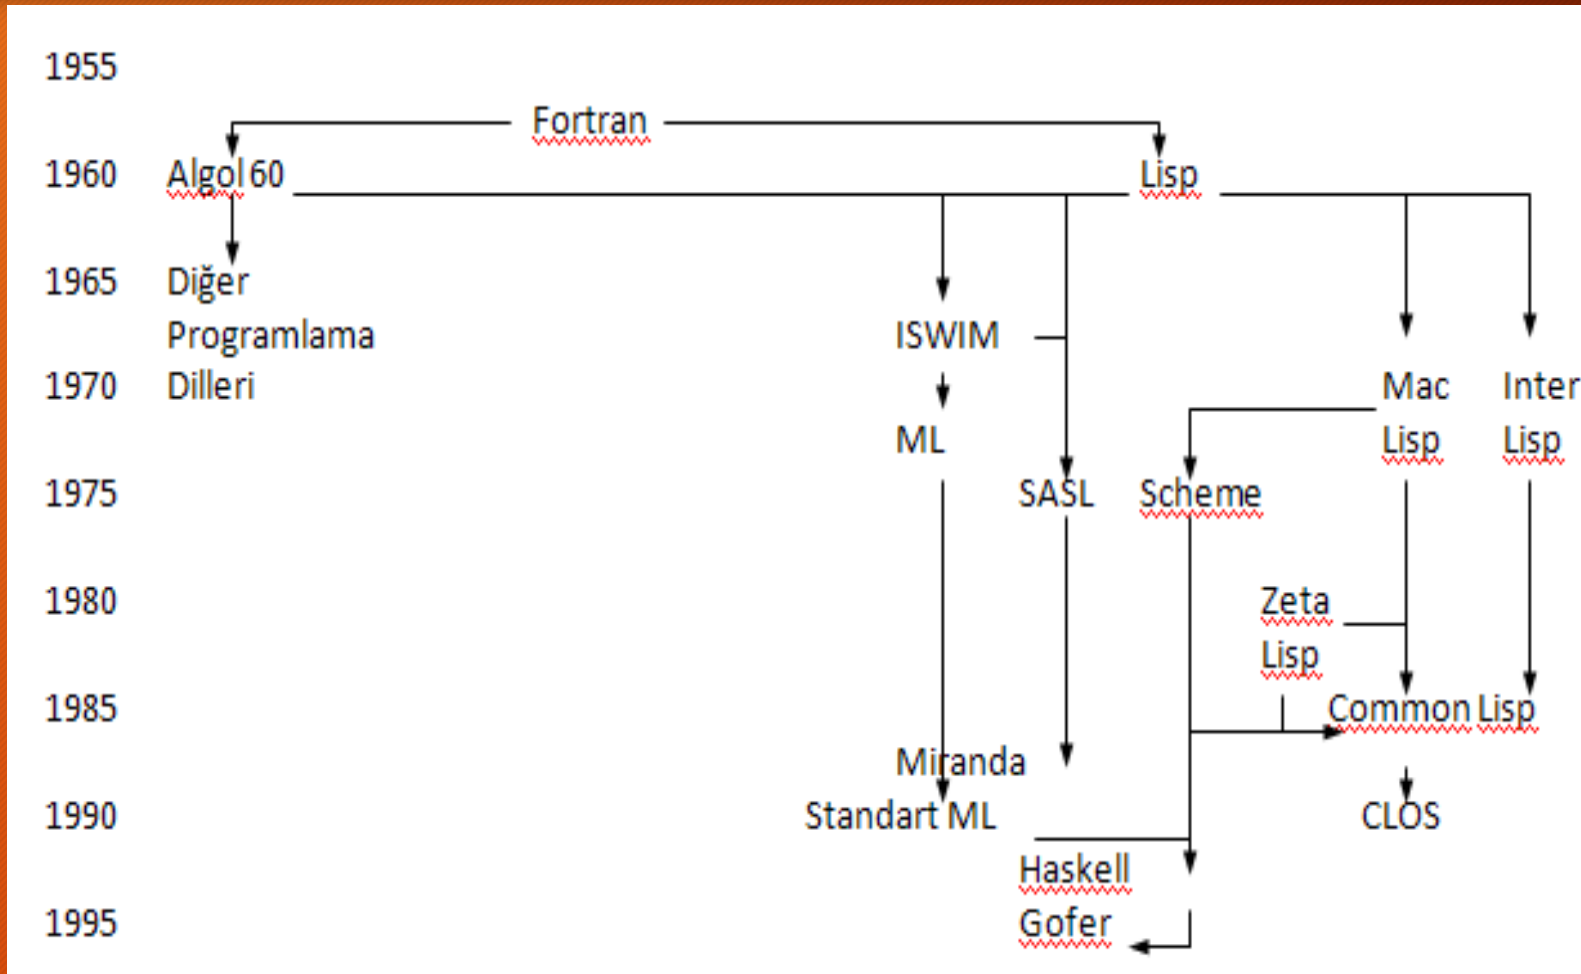 1955
Fortran
1960 Algol 60 Lisp
1965 Diğer
Programlama ISWIM
1970 Dilleri Mac Inter
ML Lisp Lisp
1975 SASL Scheme
1980 Zeta
Lisp
1985 Common Lisp
Miranda
1990 Standart ML CLOS
Haskell
1995 Gofer